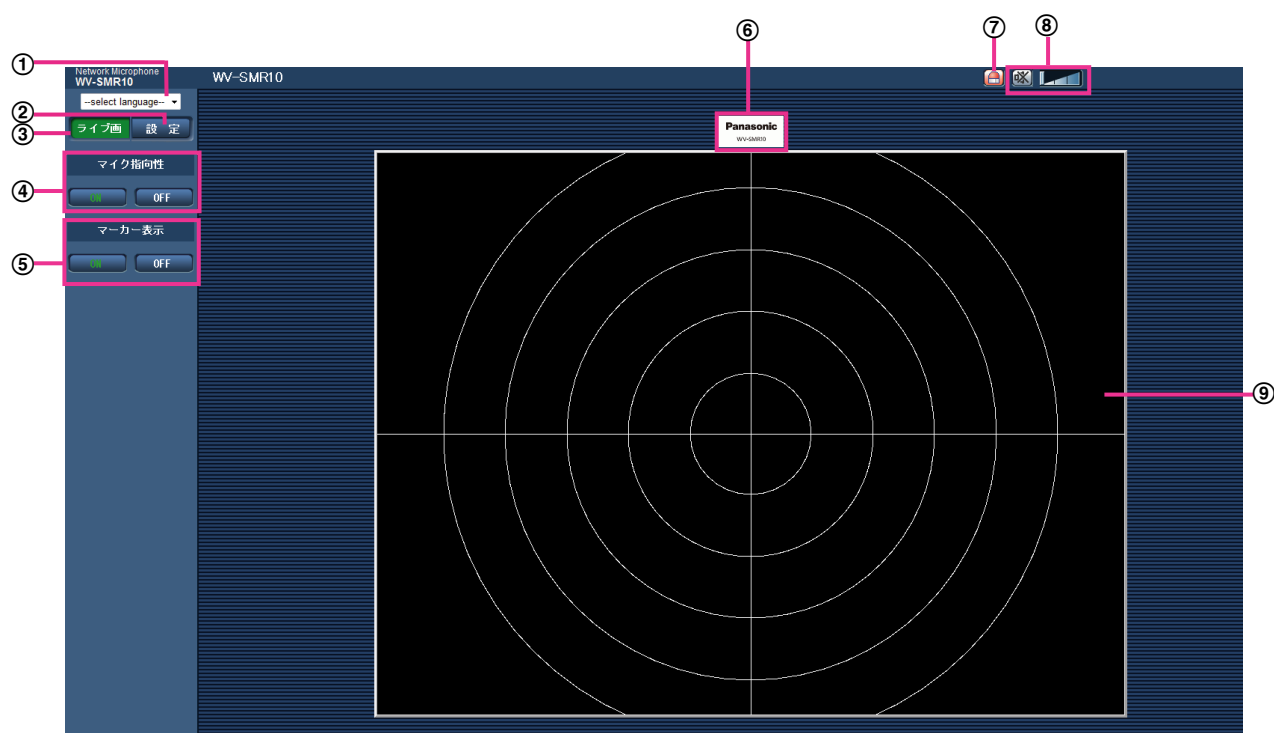 ⑥
⑦
⑧
①
Network Microphone
WV-SMR10
WV-SMR10
--select language--
②
③
ライブ画
設 定
Panasonic
WV-SMR10
マイク指向性
④
ON
OFF
マーカー表示
⑤
ON
OFF
⑨